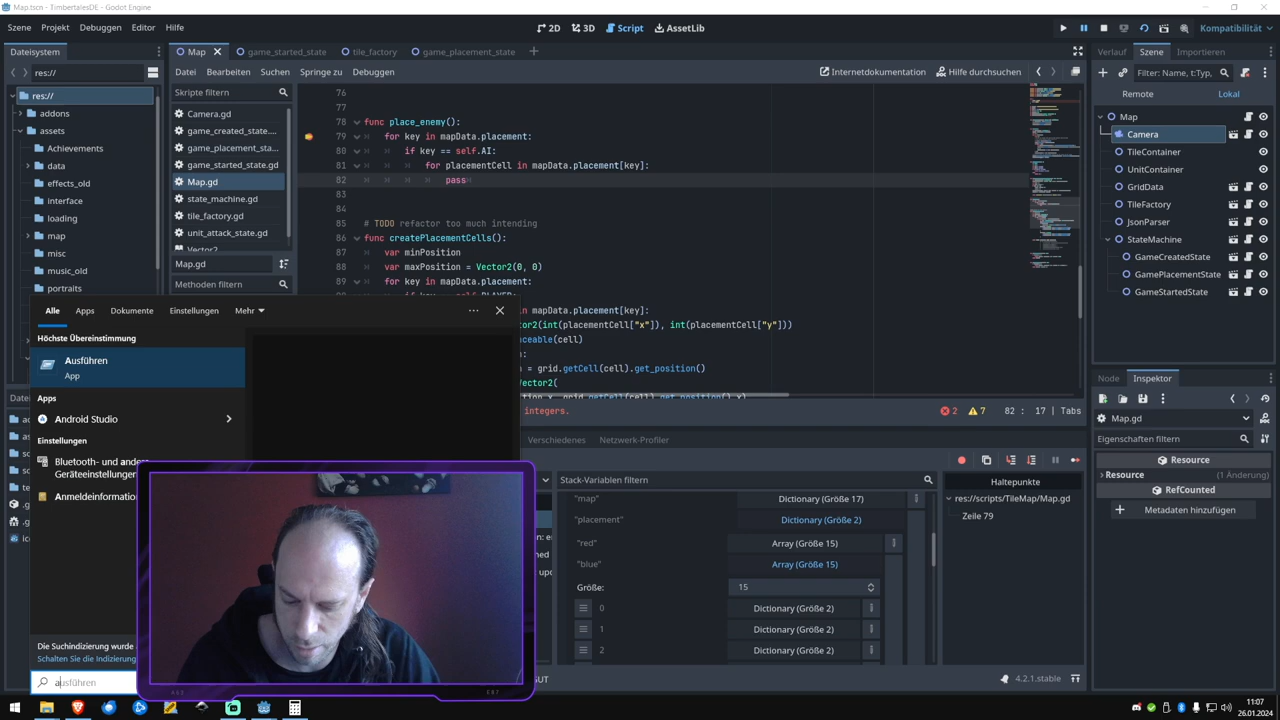 Map.tscn - TimbertalesDE - Godot Engine
Szene Projekt Debuggen Editor Hilfe
2D 3D Script AssetLib
Kompatibilität
Dateisystem
res://
res://
addons
assets
Achievements
data
effects_old
interface
loading
map
misc
music_old
portraits
Map game_started_state tile_factory game_placement_state
Datei Bearbeiten Suchen Springe zu Debuggen
Internetdokumentation Hilfe durchsuchen
Skripte filtern
Camera.gd
game_created_state....
game_placement_sta...
game_started_state.gd
Map.gd
state_machine.gd
tile_factory.gd
unit_attack_state.gd
Map.gd
Methoden filtern
76
77
78 func place_enemy():
79 for key in mapData.placement:
80 if key == self.AI:
81 for placementCell in mapData.placement[key]:
82 pass
83
84
85 # TODO refactor too much intending
86 func createPlacementCells():
87 var minPosition
88 var maxPosition = Vector2(0, 0)
89 for key in mapData.placement:
in mapData.placement[key]:
tor2(int(placementCell["x"]), int(placementCell["y"]))
ceable(cell)
= grid.getCell(cell).get_position()
Vector2(
integers.
2 7 82 : 17 | Tabs
Verschiedenes Netzwerk-Profiler
Stack-Variablen filtern
"map" Dictionary (Größe 17)
"placement" Dictionary (Größe 2)
"red" Array (Größe 15)
"blue" Array (Größe 15)
Größe: 15
0 Dictionary (Größe 2)
1 Dictionary (Größe 2)
2 Dictionary (Größe 2)
Haltepunkte
res://scripts/TileMap/Map.gd
Zeile 79
4.2.1.stable
Verlauf Szene Importieren
Filter: Name, t:Typ,
Remote Lokal
Map
Camera
TileContainer
UnitContainer
GridData
TileFactory
JsonParser
StateMachine
GameCreatedState
GamePlacementState
GameStartedState
Node Inspektor
Map.gd
Eigenschaften filtern
Resource
Resource (1 Änderung)
RefCounted
Metadaten hinzufügen
Alle Apps Dokumente Einstellungen Mehr
Höchste Übereinstimmung
Ausführen
App
Apps
Android Studio
Einstellungen
Bluetooth- und andere
Geräteeinstellungen
Die Suchindizierung wurde
Schalten Sie die Indizierung
ausführen
11:07
26.01.2024